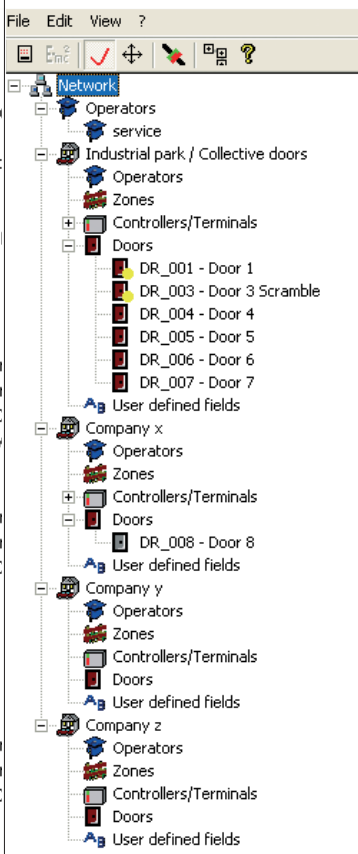 File Edit View ?
Network
Operators
service
Industrial park / Collective doors
Operators
Zones
Controllers/Terminals
Doors
DR_001 - Door 1
DR_003 - Door 3 Scramble
DR_004 - Door 4
DR_005 - Door 5
DR_006 - Door 6
DR_007 - Door 7
User defined fields
Company x
Operators
Zones
Controllers/Terminals
Doors
DR_008 - Door 8
User defined fields
Company y
Operators
Zones
Controllers/Terminals
Doors
User defined fields
Company z
Operators
Zones
Controllers/Terminals
Doors
User defined fields